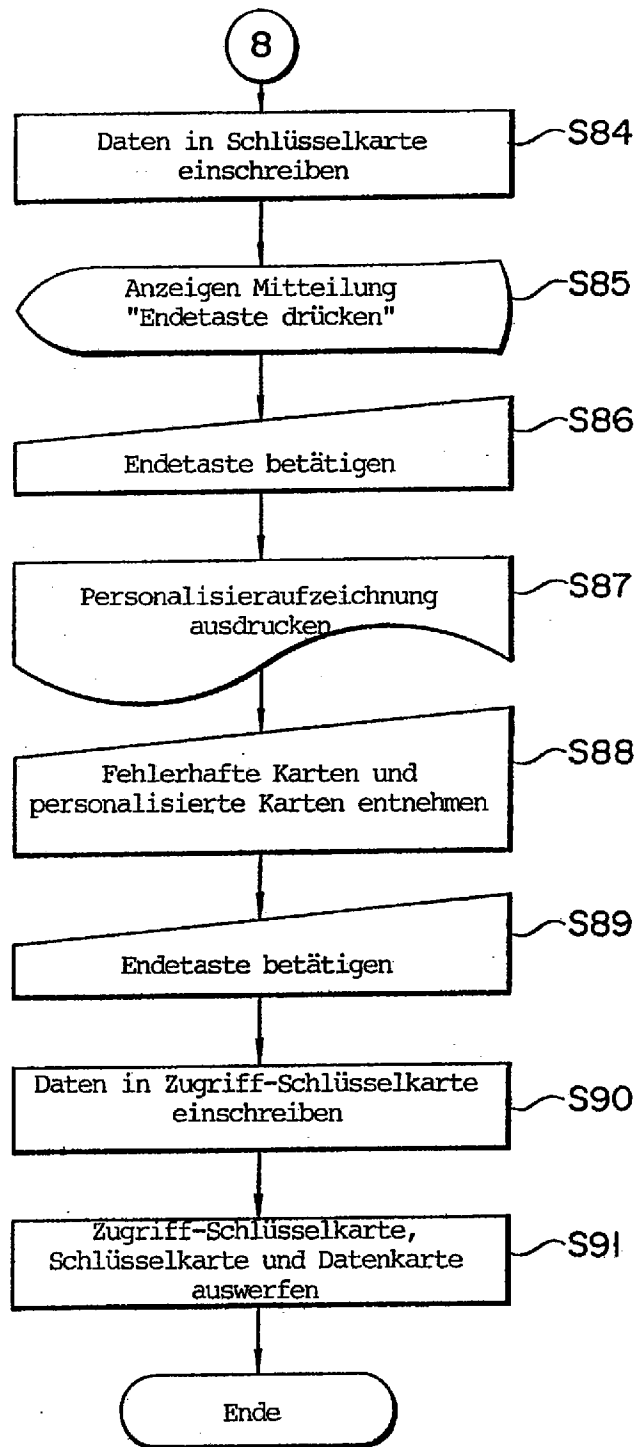 8
Daten in Schlüsselkarte
einschreiben
S84
Anzeigen Mitteilung
"Endetaste drücken"
S85
Endetaste betätigen
S86
Personalisieraufzeichnung
ausdrucken
S87
Fehlerhafte Karten und
personalisierte Karten entnehmen
S88
Endetaste betätigen
S89
Daten in Zugriff-Schlüsselkarte
einschreiben
S90
Zugriff-Schlüsselkarte,
Schlüsselkarte und Datenkarte
auswerfen
S91
Ende